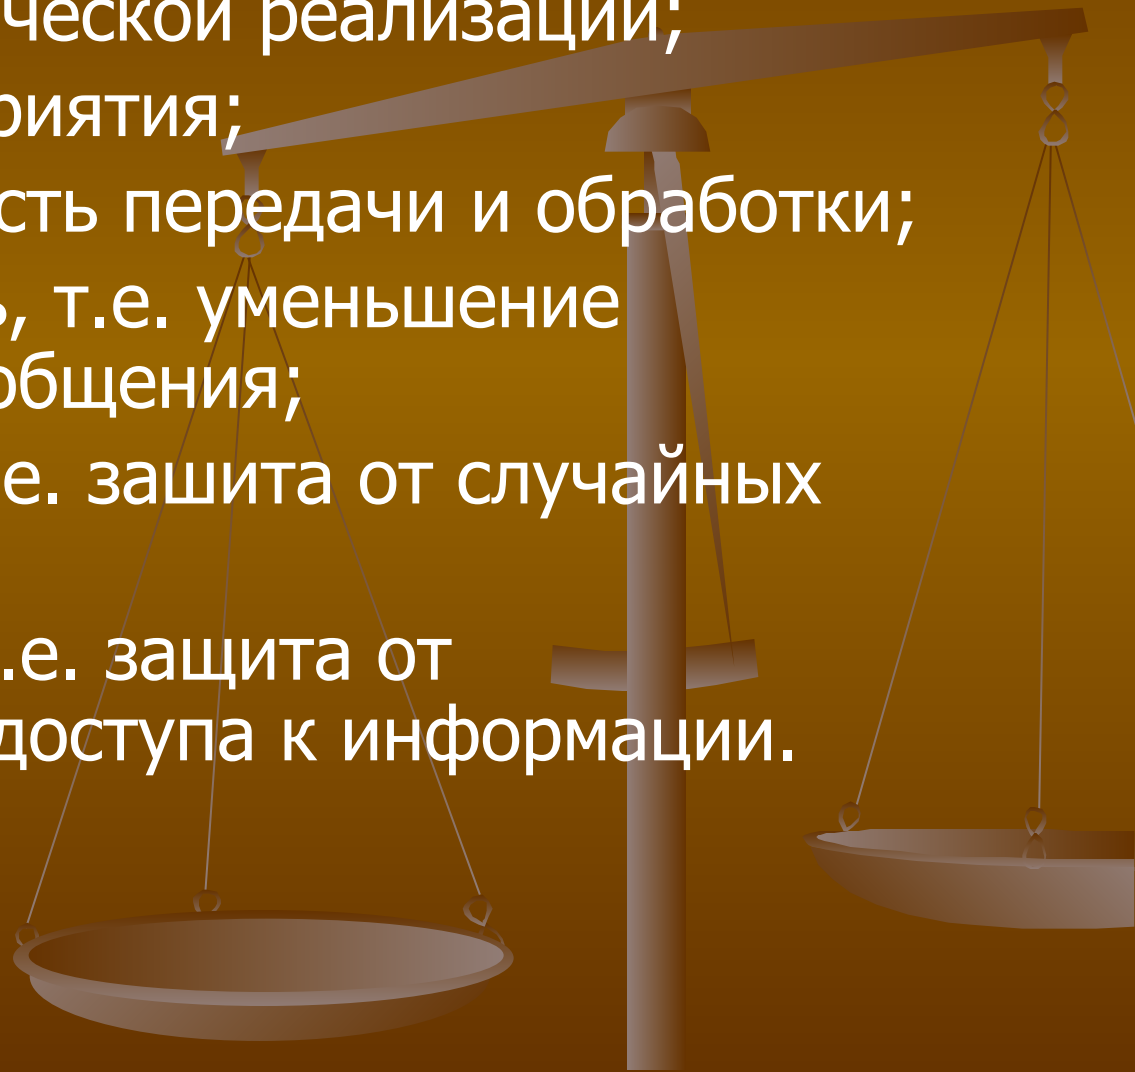 ческой реализации;
риятия;
сть передачи и обработки;
ь, т.е. уменьшение
общения;
е. зашита от случайных
.е. защита от
доступа к информации.